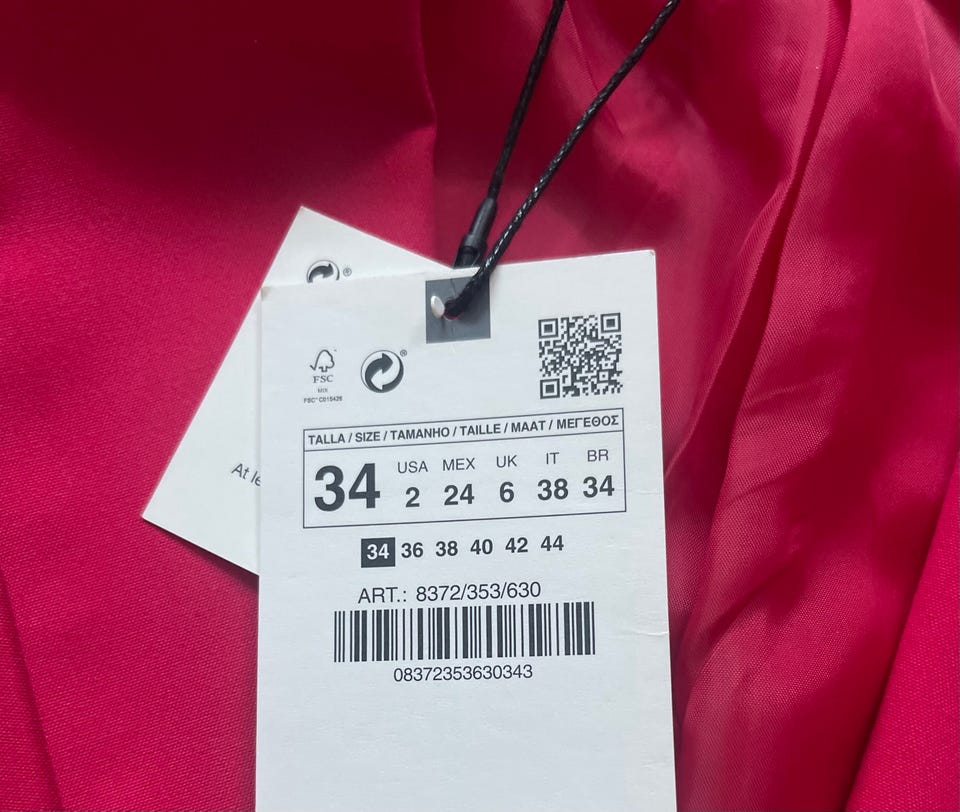 ®
FSC
MIX
FSC™ C015426
®
TALLA / SIZE / TAMANHO / TAILLE / MAAT / ΜΕΓΕΘΟΣ
34
USA MEX UK IT BR
2 24 6 38 34
34 36 38 40 42 44
ART.: 8372/353/630
08372353630343
At le